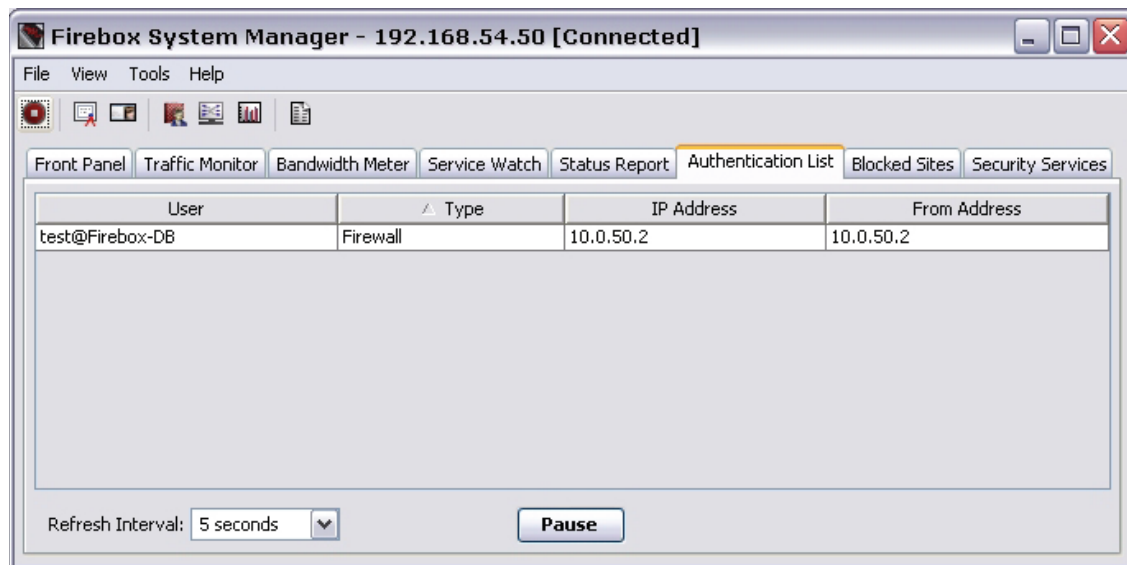 Firebox System Manager - 192.168.54.50 [Connected]
File View Tools Help
Front Panel Traffic Monitor Bandwidth Meter Service Watch Status Report Authentication List Blocked Sites Security Services
User Type IP Address From Address
test@Firebox-DB Firewall 10.0.50.2 10.0.50.2
Refresh Interval: 5 seconds Pause